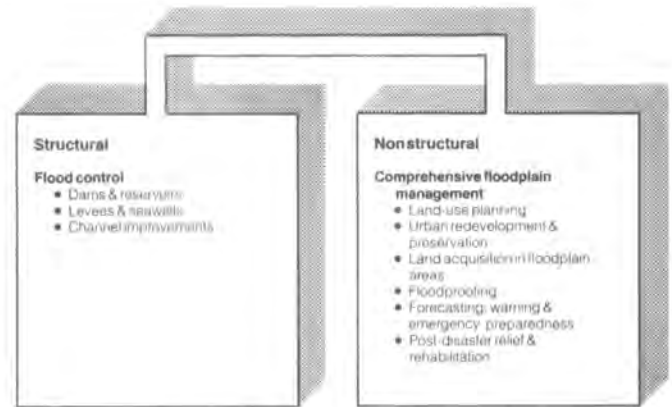 Structural
Flood control
• Dams & reservoirs
• Levees & seawalls
• Channel improvements
Nonstructural
Comprehensive floodplain
management
• Land-use planning
• Urban redevelopment &
preservation
• Land acquisition in floodplain
areas
• Floodproofing
• Forecasting, warning &
emergency preparedness
• Post-disaster relief &
rehabilitation